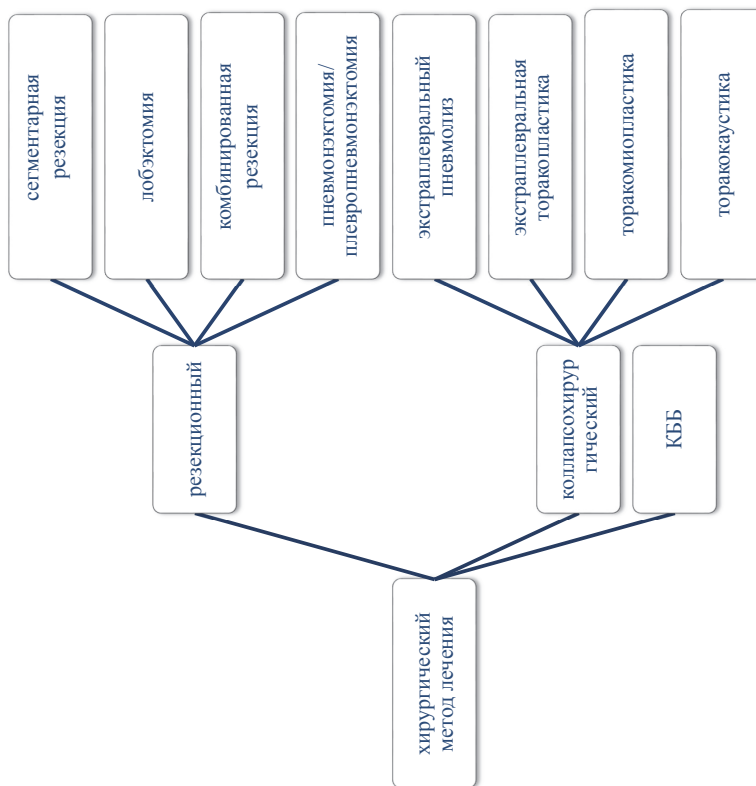 хирургический
метод лечения
резекционный
сегментарная
резекция
лобэктомия
комбинированная
резекция
пневмонэктомия/
плевропневмонэктомия
коллапсохирур
гический
экстраплевральный
пневмолиз
экстраплевральная
торакопластика
торакомиопластика
торакокаустика
КББ